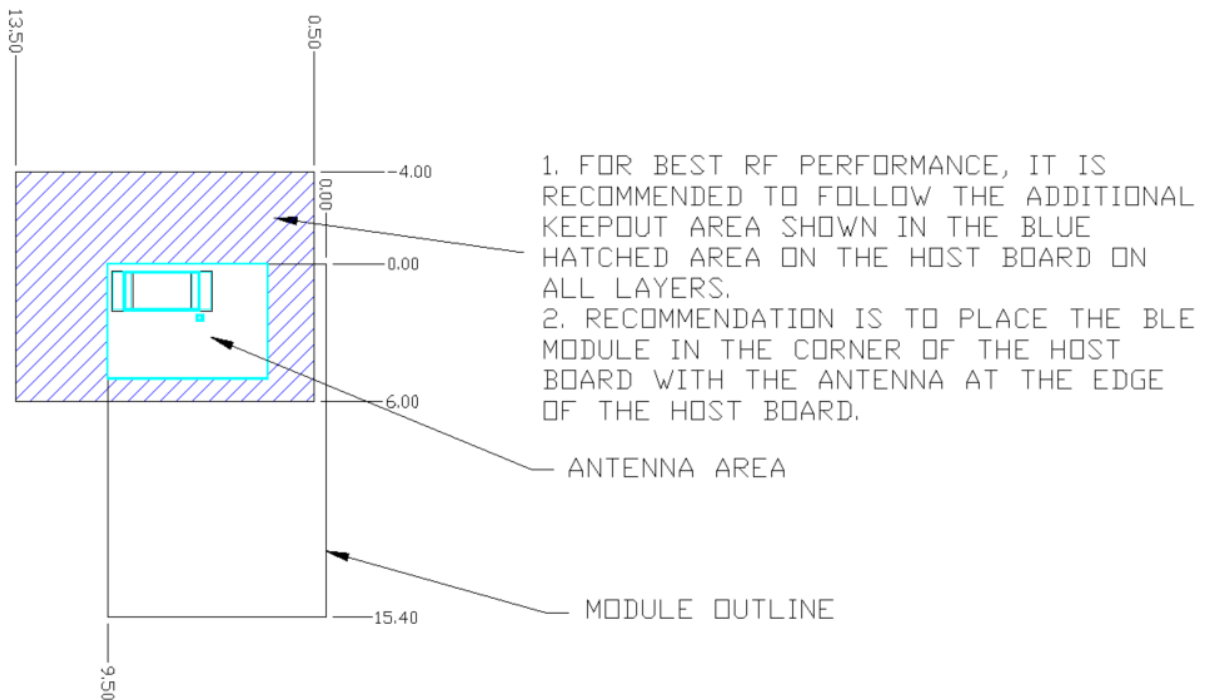 13.50
0.50
-4.00
0.00
0.00
6.00
15.40
9.50
1. FOR BEST RF PERFORMANCE, IT IS
RECOMMENDED TO FOLLOW THE ADDITIONAL
KEEPOUT AREA SHOWN IN THE BLUE
HATCHED AREA ON THE HOST BOARD ON
ALL LAYERS.
2. RECOMMENDATION IS TO PLACE THE BLE
MODULE IN THE CORNER OF THE HOST
BOARD WITH THE ANTENNA AT THE EDGE
OF THE HOST BOARD.
ANTENNA AREA
MODULE OUTLINE